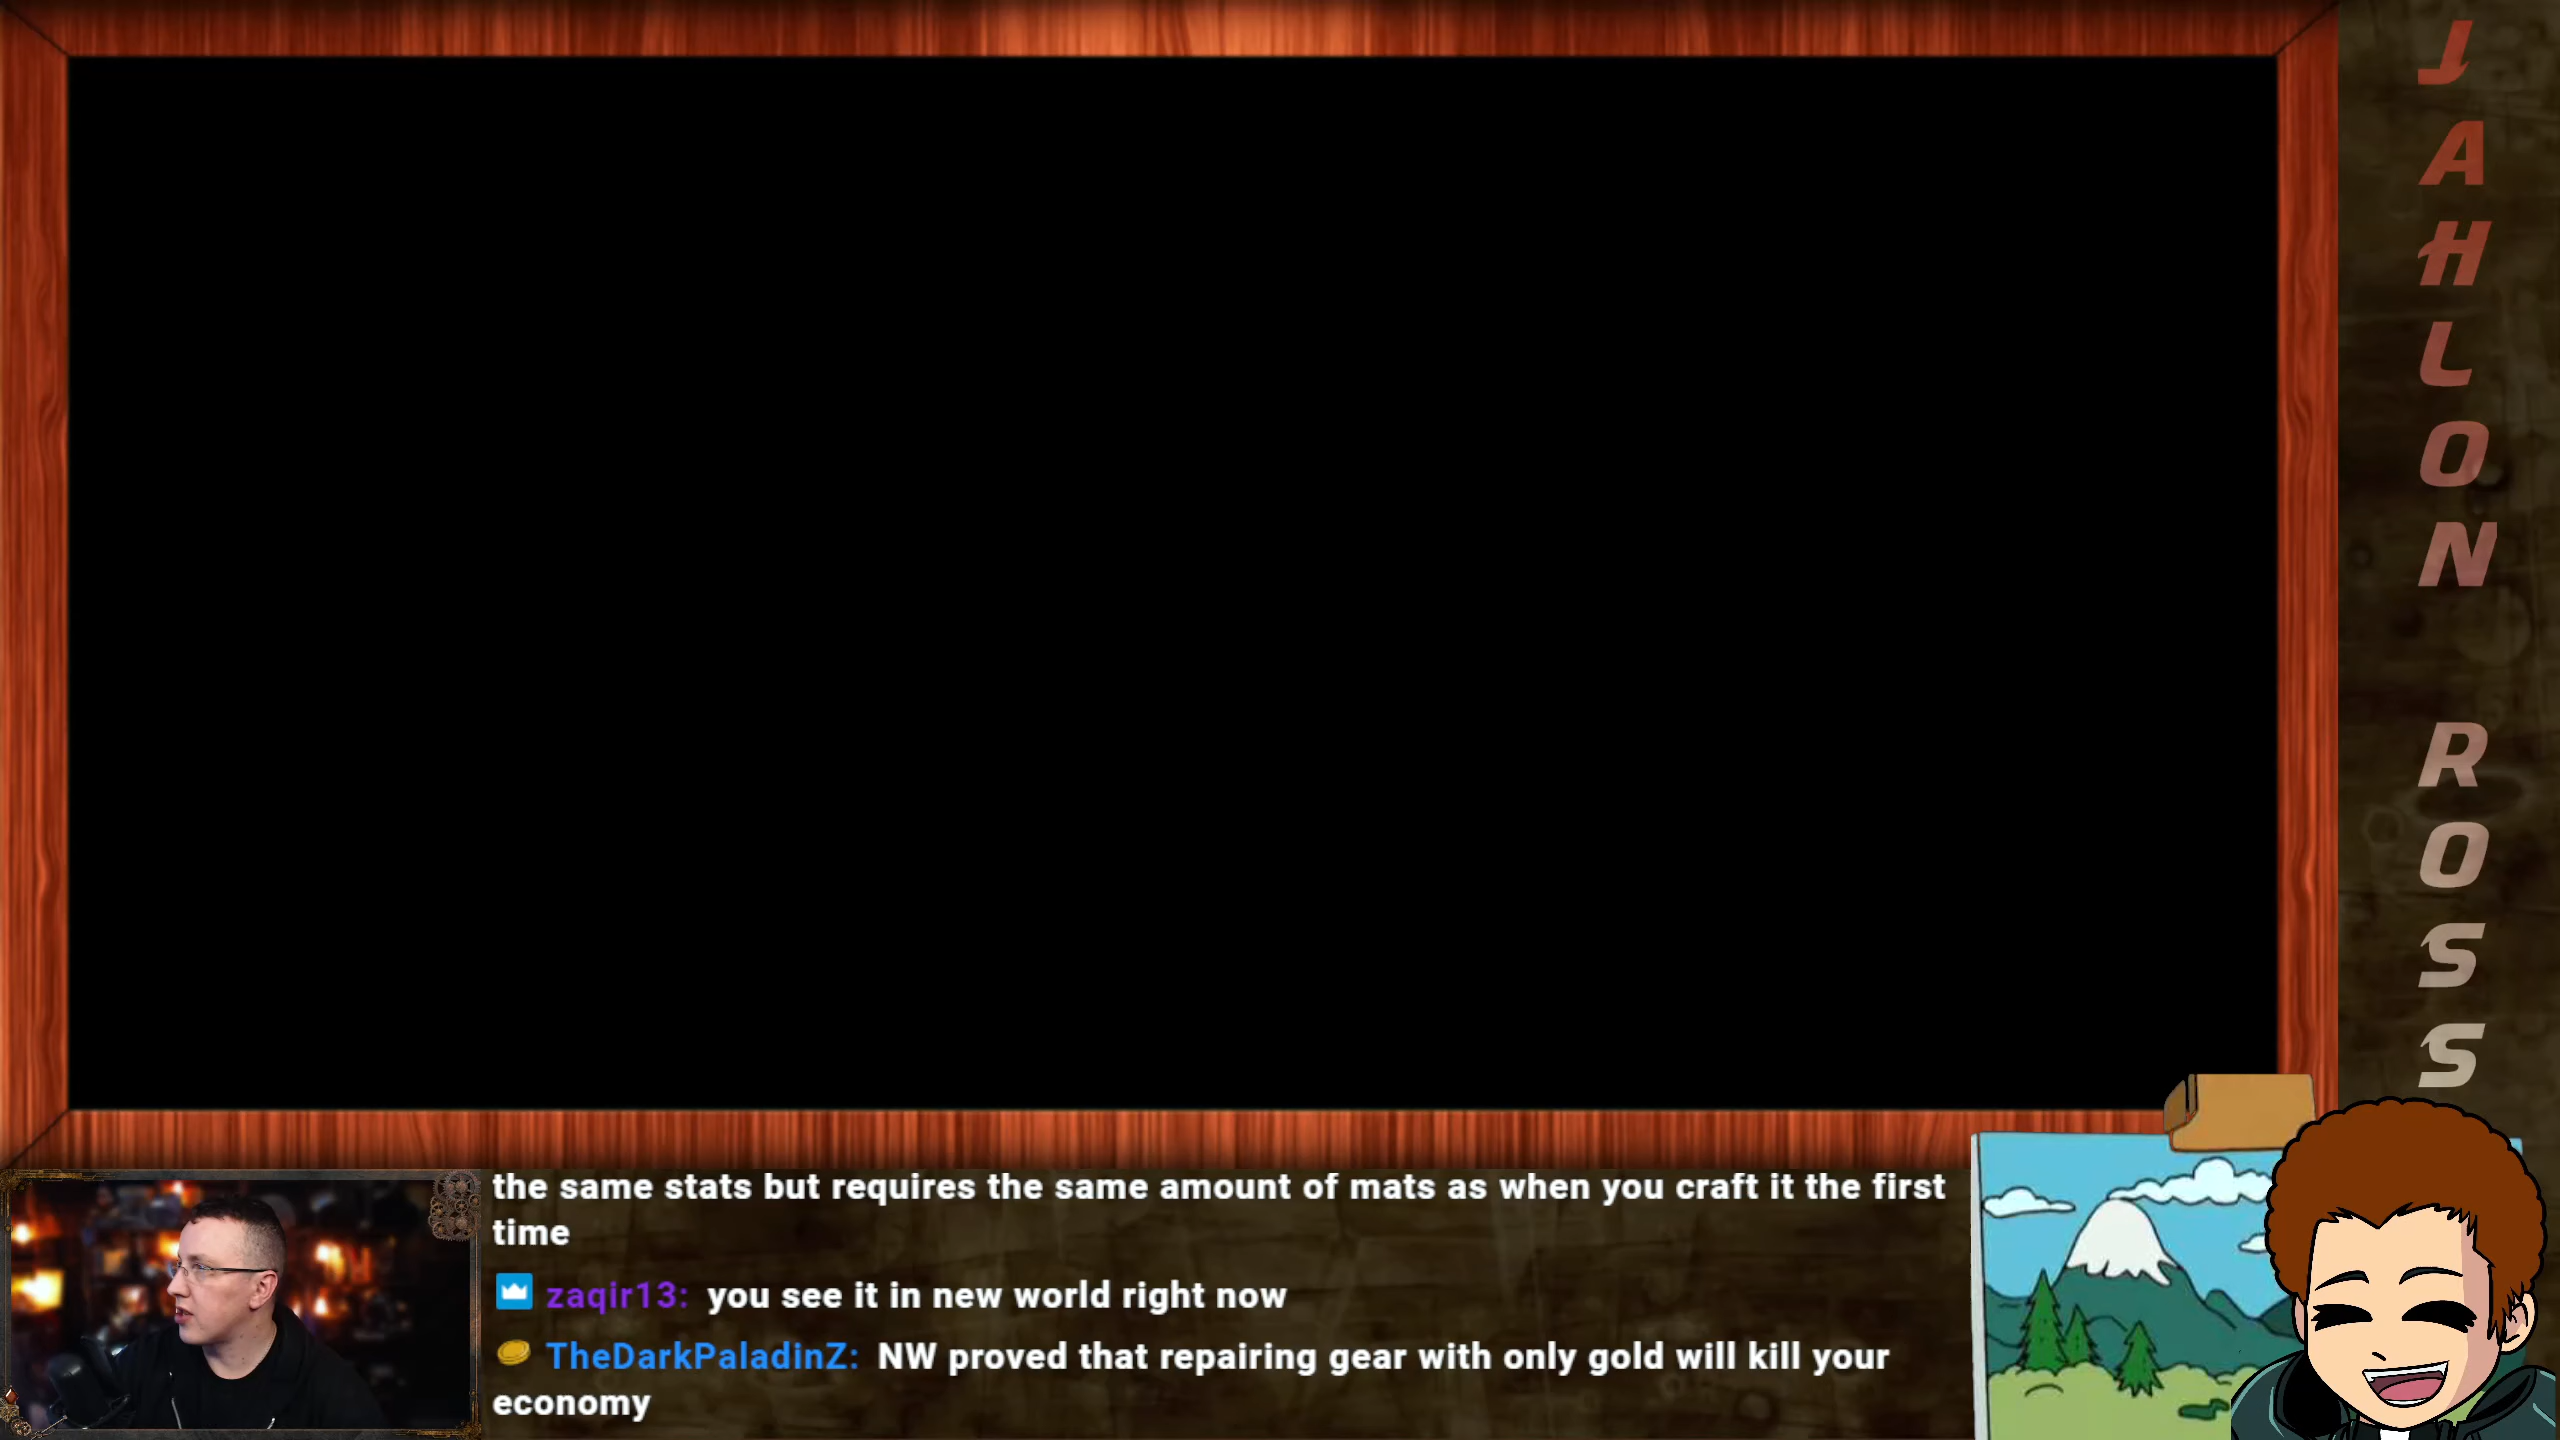 JAHLON ROSS
the same stats but requires the same amount of mats as when you craft it the first
time
zaqir13: you see it in new world right now
TheDarkPaladinZ: NW proved that repairing gear with only gold will kill your
economy